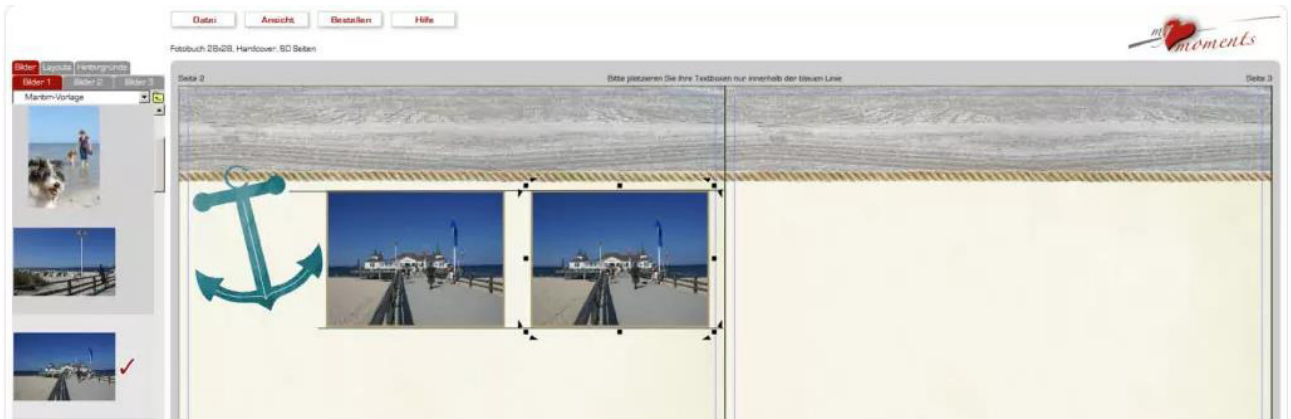 Datei Ansicht Bestellen Hilfe
my moments
Fotobuch 28x28, Hardcover, 60 Seiten
Bilder Layouts Hintergründe
Bilder 1 Bilder 2 Bilder 3
Maritim-Vorlage
Seite 2 Bitte platzieren Sie Ihre Textboxen nur innerhalb der blauen Linie Seite 3